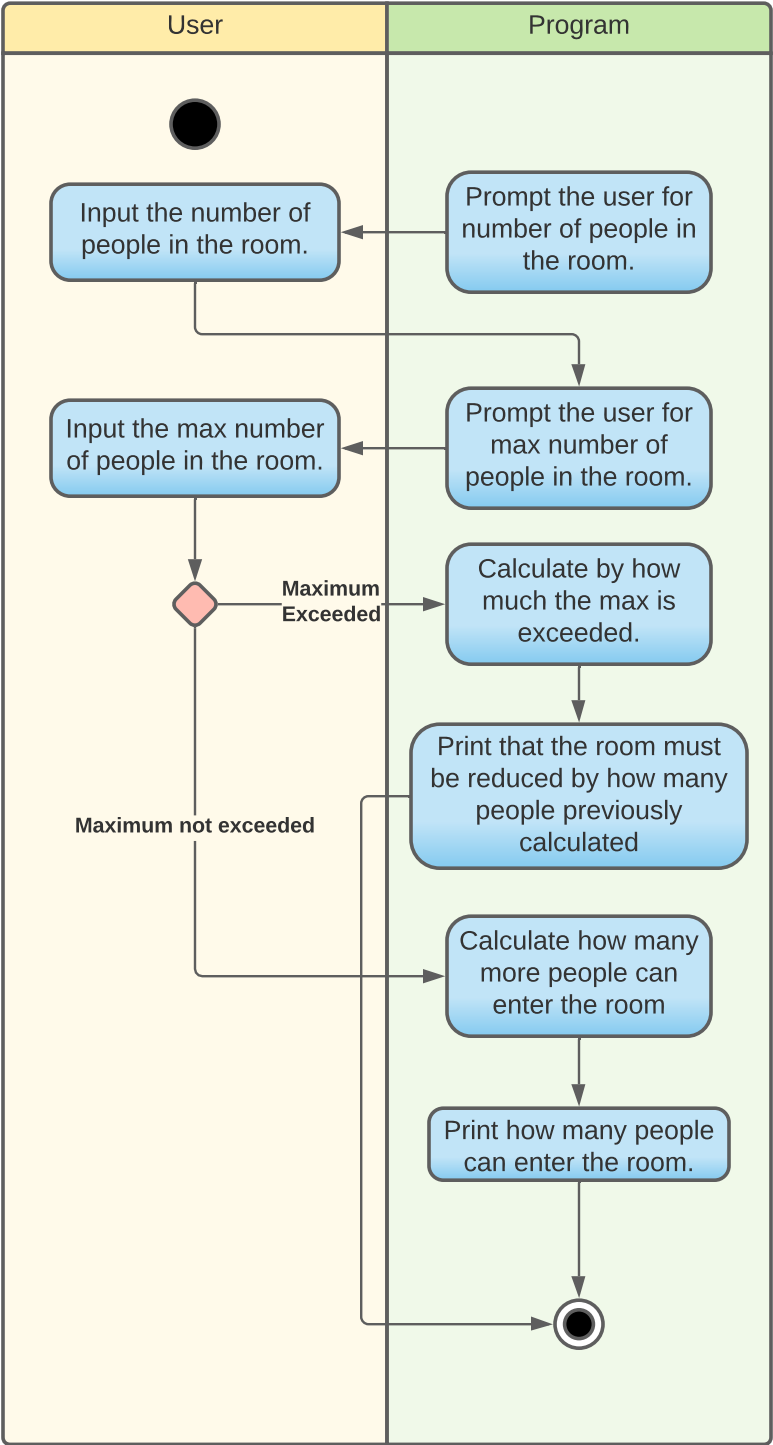 User
Program
Prompt the user for
number of people in
the room.
Input the number of
people in the room.
Prompt the user for
max number of
people in the room.
Input the max number
of people in the room.
Maximum
Exceeded
Calculate by how
much the max is
exceeded.
Print that the room must
be reduced by how many
people previously
calculated
Maximum not exceeded
Calculate how many
more people can
enter the room
Print how many people
can enter the room.